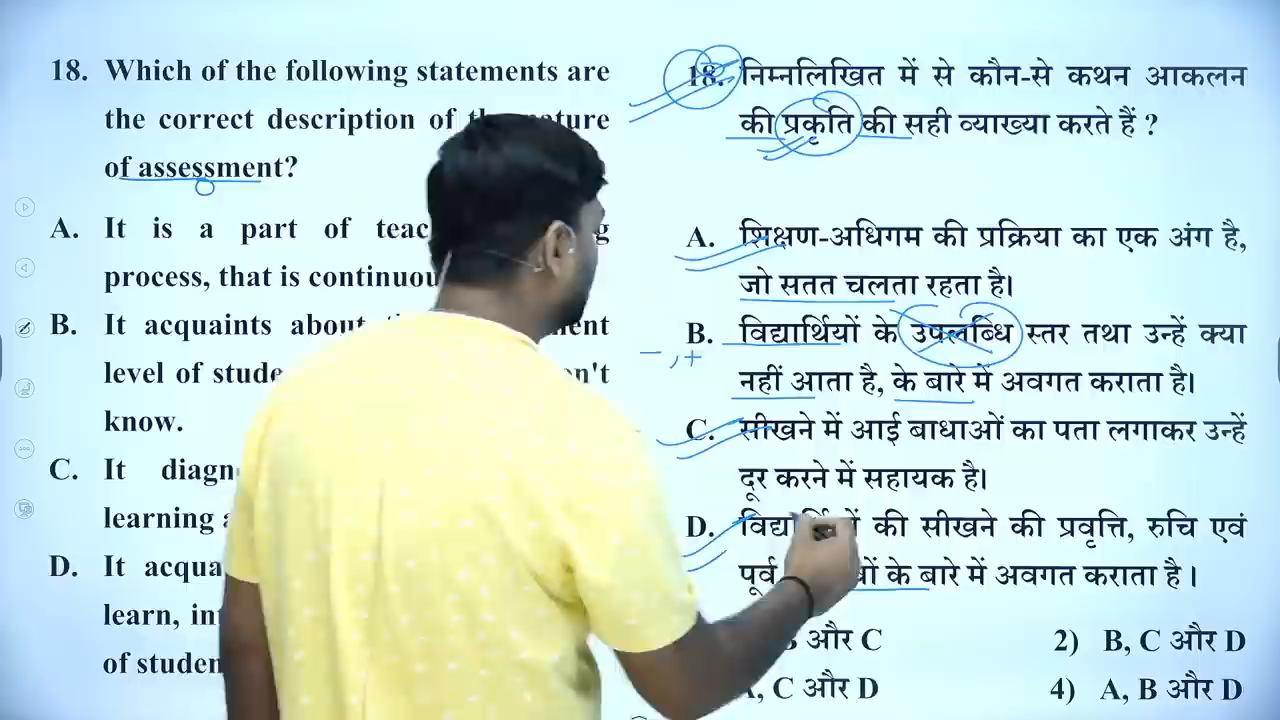 18. Which of the following statements are
the correct description of the nature
of assessment?
A. It is a part of
process, that is
B. It acquaints about
level of
know.
C. It
learning
D. It
learn,
of
18. निम्नलिखित में से कौन-से कथन आकलन
की प्रकृति की सही व्याख्या करते हैं ?
A. शिक्षण-अधिगम की प्रक्रिया का एक अंग है,
जो सतत चलता रहता है।
B. विद्यार्थियों के उपलब्धि स्तर तथा उन्हें क्या
-, +
नहीं आता है, के बारे में अवगत कराता है।
C. सीखने में आई बाधाओं का पता लगाकर उन्हें
दूर करने में सहायक है।
D. की सीखने की प्रवृत्ति, रुचि एवं
पूर्व के बारे में अवगत कराता है।
और C
2) B, C और D
C और D
4) A, B और D